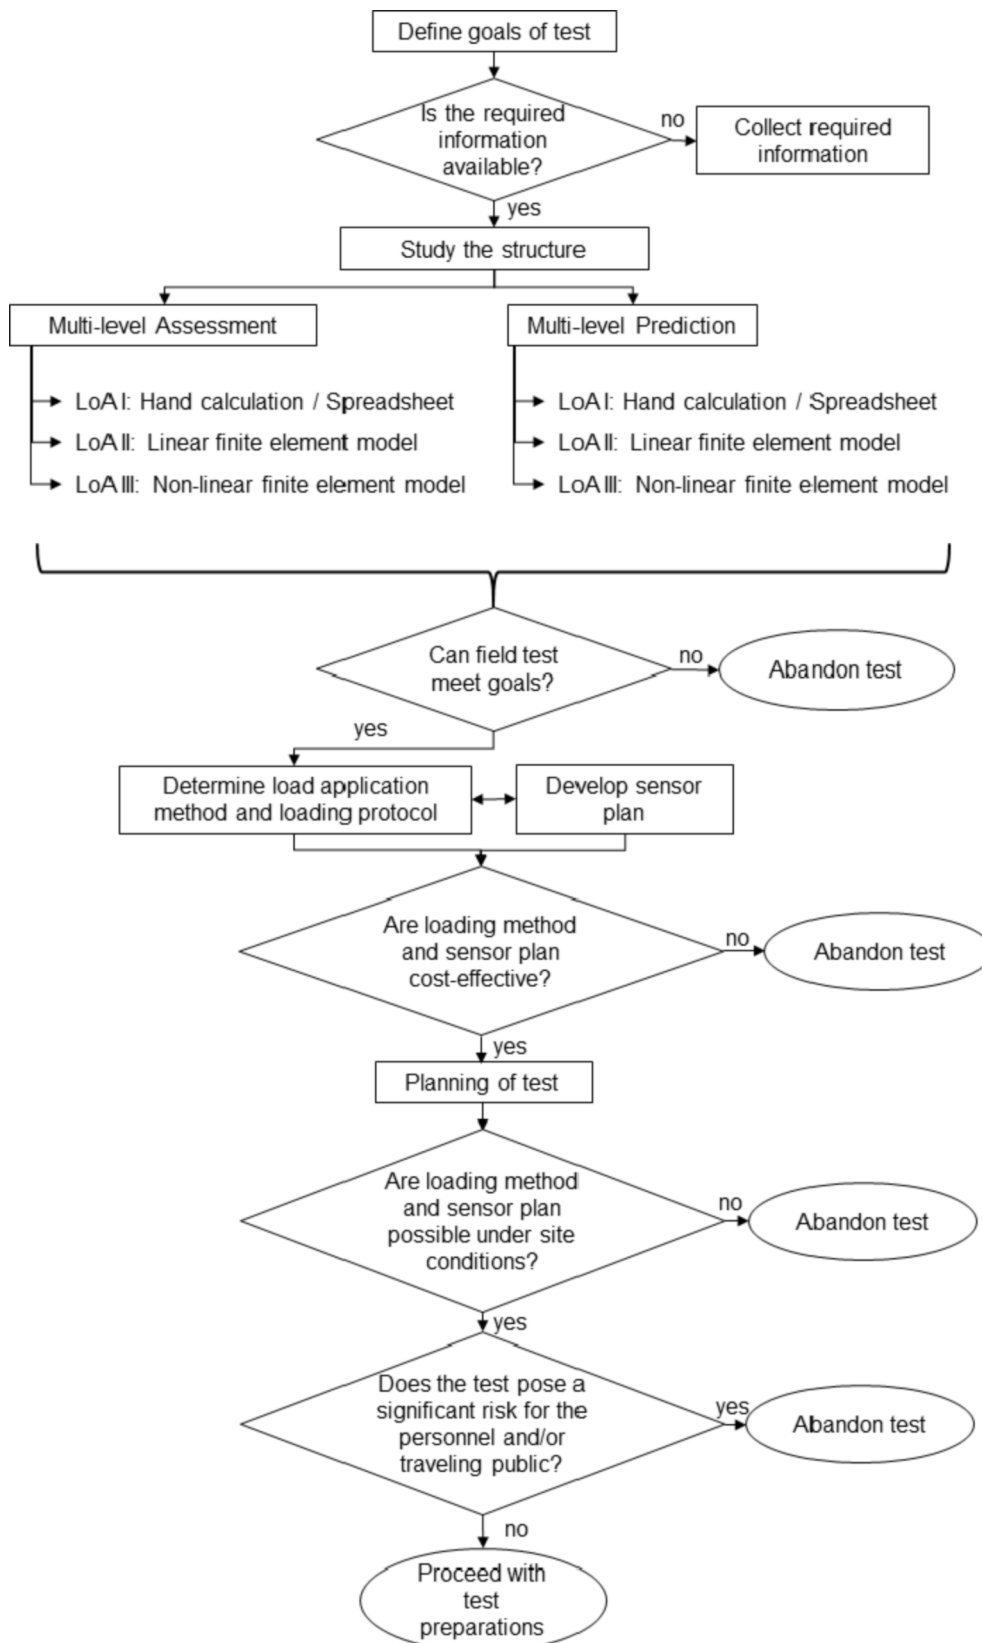 Define goals of test
Is the required
information
available?
no
Collect required
information
yes
Study the structure
Multi-level Assessment
LoA I: Hand calculation / Spreadsheet
LoA II: Linear finite element model
LoA III: Non-linear finite element model
Multi-level Prediction
LoA I: Hand calculation / Spreadsheet
LoA II: Linear finite element model
LoA III: Non-linear finite element model
Can field test
meet goals?
no
Abandon test
yes
Determine load application
method and loading protocol
Develop sensor
plan
Are loading method
and sensor plan
cost-effective?
no
Abandon test
yes
Planning of test
Are loading method
and sensor plan
possible under site
conditions?
no
Abandon test
yes
Does the test pose a
significant risk for the
personnel and/or
traveling public?
yes
Abandon test
no
Proceed with
test
preparations